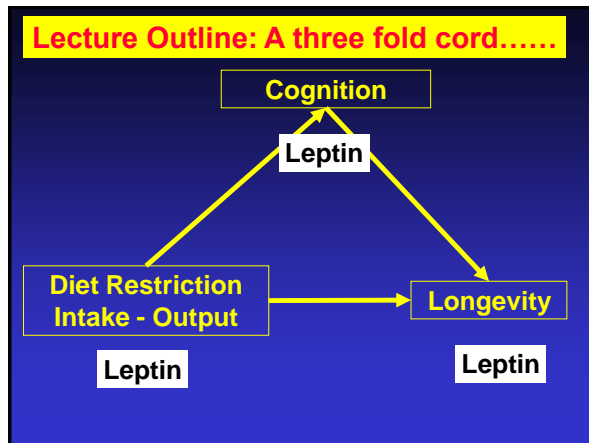 Lecture Outline: A three fold cord……
Cognition
Leptin
Diet Restriction
Intake - Output
Longevity
Leptin
Leptin